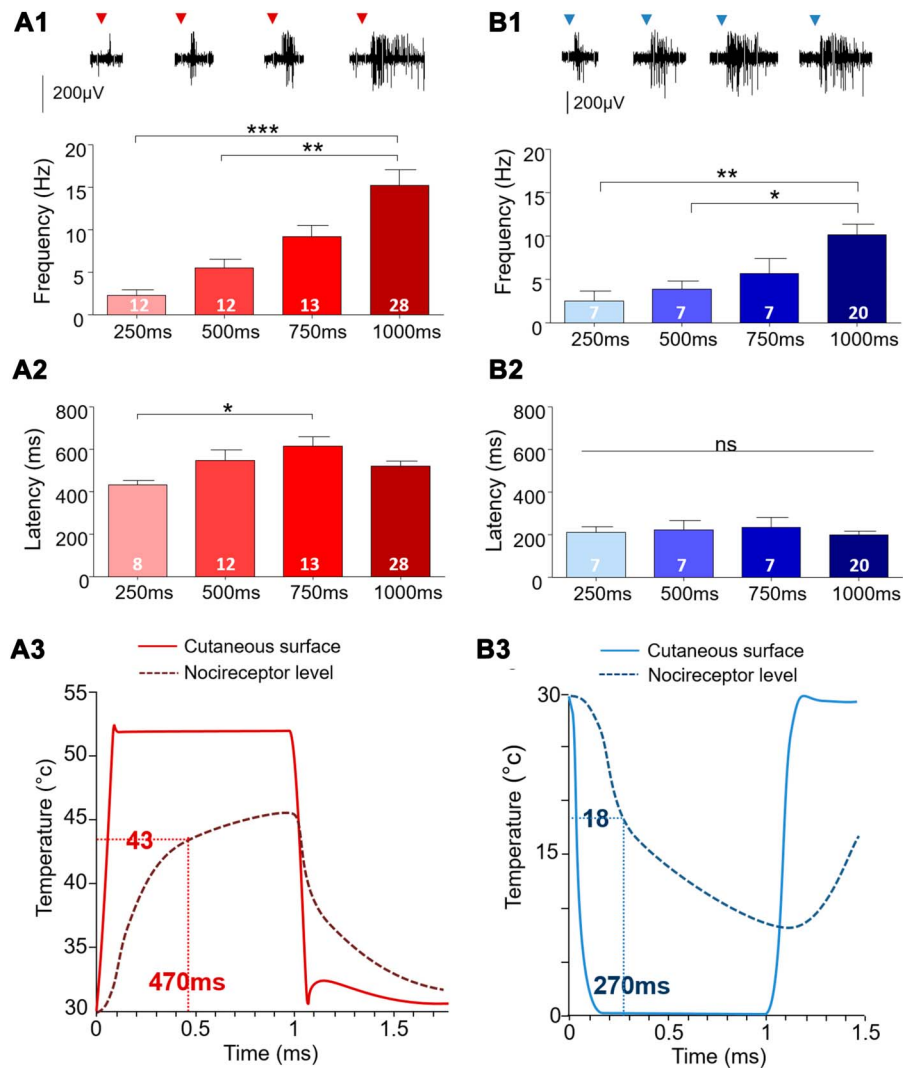 A1
200µV
***
**
Frequency (Hz)
20
15
10
5
0
12
12
13
28
250ms
500ms
750ms
1000ms
B1
200µV
**
*
Frequency (Hz)
20
15
10
5
0
7
7
7
20
250ms
500ms
750ms
1000ms
A2
*
Latency (ms)
800
600
400
200
0
8
12
13
28
250ms
500ms
750ms
1000ms
B2
ns
Latency (ms)
800
600
400
200
0
7
7
7
20
250ms
500ms
750ms
1000ms
A3
Cutaneous surface
Nocireceptor level
Temperature (°c)
55
50
45
40
35
30
43
470ms
0
0.5
1
1.5
Time (ms)
B3
Cutaneous surface
Nocireceptor level
Temperature (°c)
30
15
0
18
270ms
0
0.5
1
1.5
Time (ms)